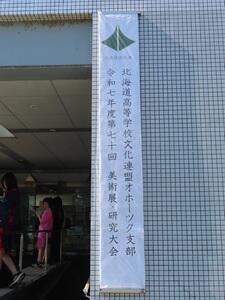 北海道高等学校文化連盟オホーツク支部
令和七年度第七十回 美術展・研究大会